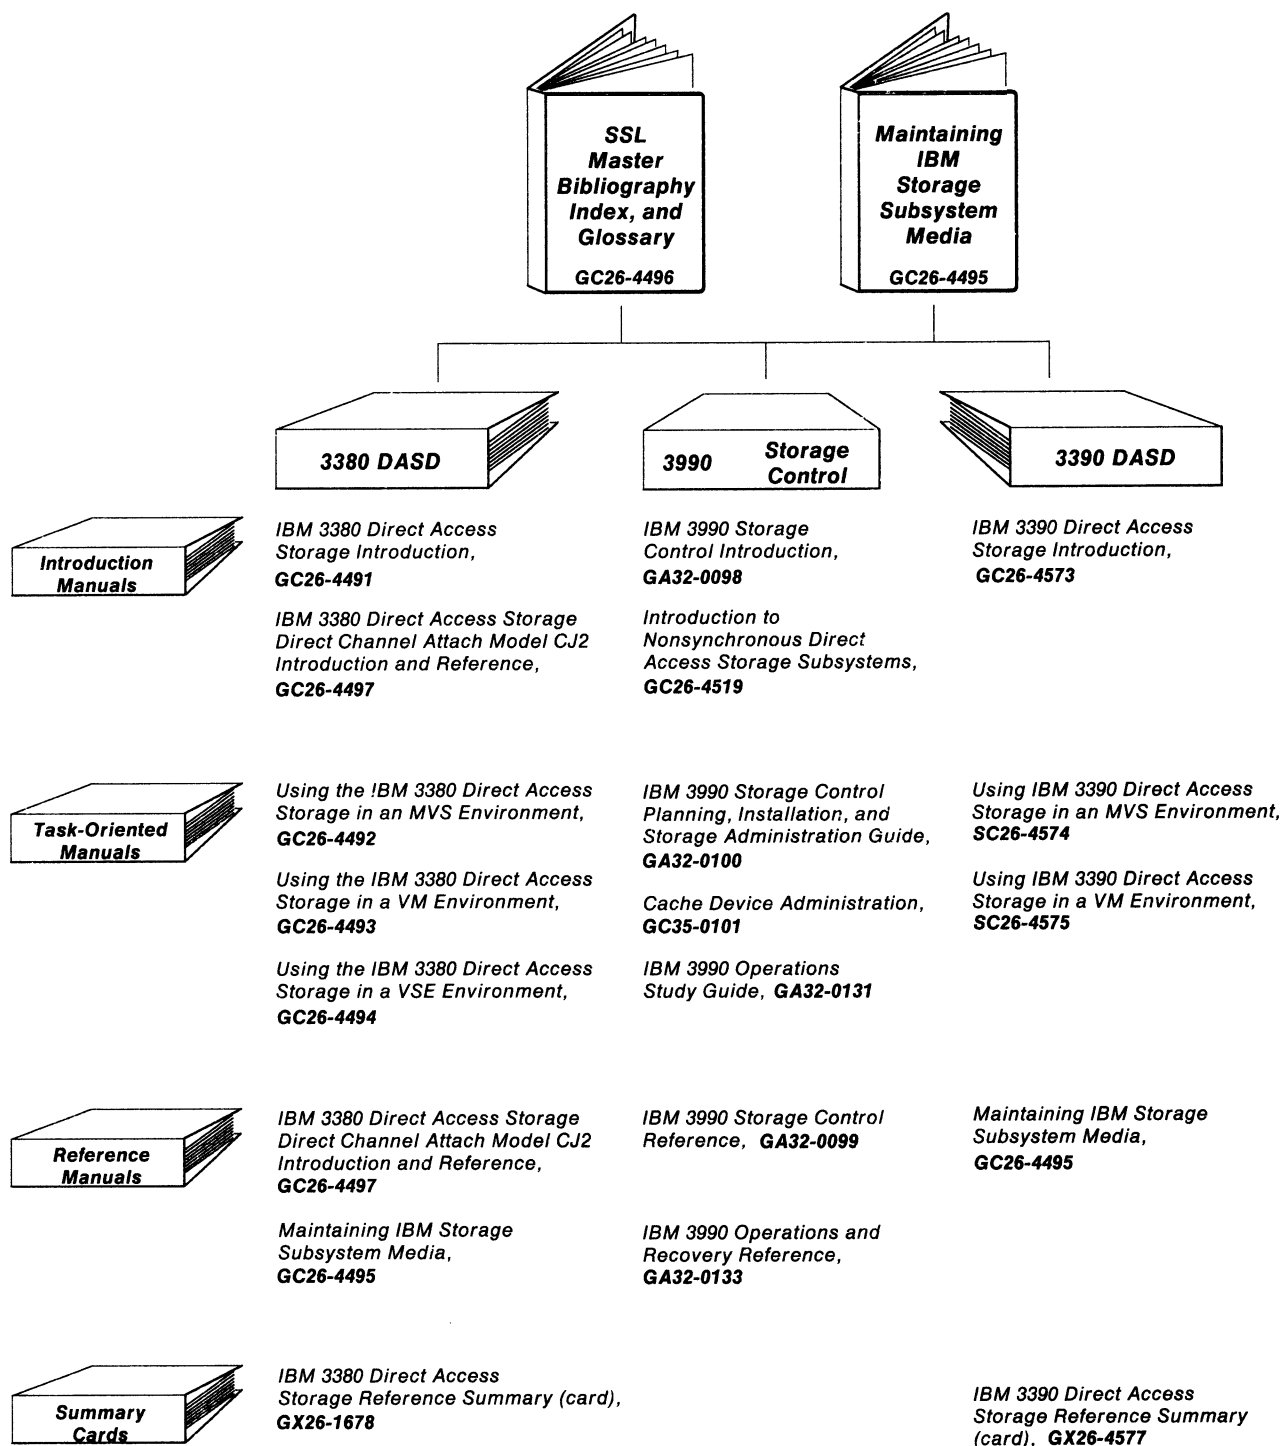 SSL
Master
Bibliography
Index, and
Glossary
GC26-4496
Maintaining
IBM
Storage
Subsystem
Media
GC26-4495
3380 DASD
3990
Storage
Control
3390 DASD
Introduction
Manuals
IBM 3380 Direct Access
Storage Introduction,
GC26-4491
IBM 3380 Direct Access Storage
Direct Channel Attach Model CJ2
Introduction and Reference,
GC26-4497
IBM 3990 Storage
Control Introduction,
GA32-0098
Introduction to
Nonsynchronous Direct
Access Storage Subsystems,
GC26-4519
IBM 3390 Direct Access
Storage Introduction,
GC26-4573
Task-Oriented
Manuals
Using the !BM 3380 Direct Access
Storage in an MVS Environment,
GC26-4492
Using the IBM 3380 Direct Access
Storage in a VM Environment,
GC26-4493
Using the IBM 3380 Direct Access
Storage in a VSE Environment,
GC26-4494
IBM 3990 Storage Control
Planning, Installation, and
Storage Administration Guide,
GA32-0100
Cache Device Administration,
GC35-0101
IBM 3990 Operations
Study Guide, GA32-0131
Using IBM 3390 Direct Access
Storage in an MVS Environment,
SC26-4574
Using IBM 3390 Direct Access
Storage in a VM Environment,
SC26-4575
Reference
Manuals
IBM 3380 Direct Access Storage
Direct Channel Attach Model CJ2
Introduction and Reference,
GC26-4497
Maintaining IBM Storage
Subsystem Media,
GC26-4495
IBM 3990 Storage Control
Reference, GA32-0099
IBM 3990 Operations and
Recovery Reference,
GA32-0133
Maintaining IBM Storage
Subsystem Media,
GC26-4495
Summary
Cards
IBM 3380 Direct Access
Storage Reference Summary (card),
GX26-1678
IBM 3390 Direct Access
Storage Reference Summary
(card), GX26-4577